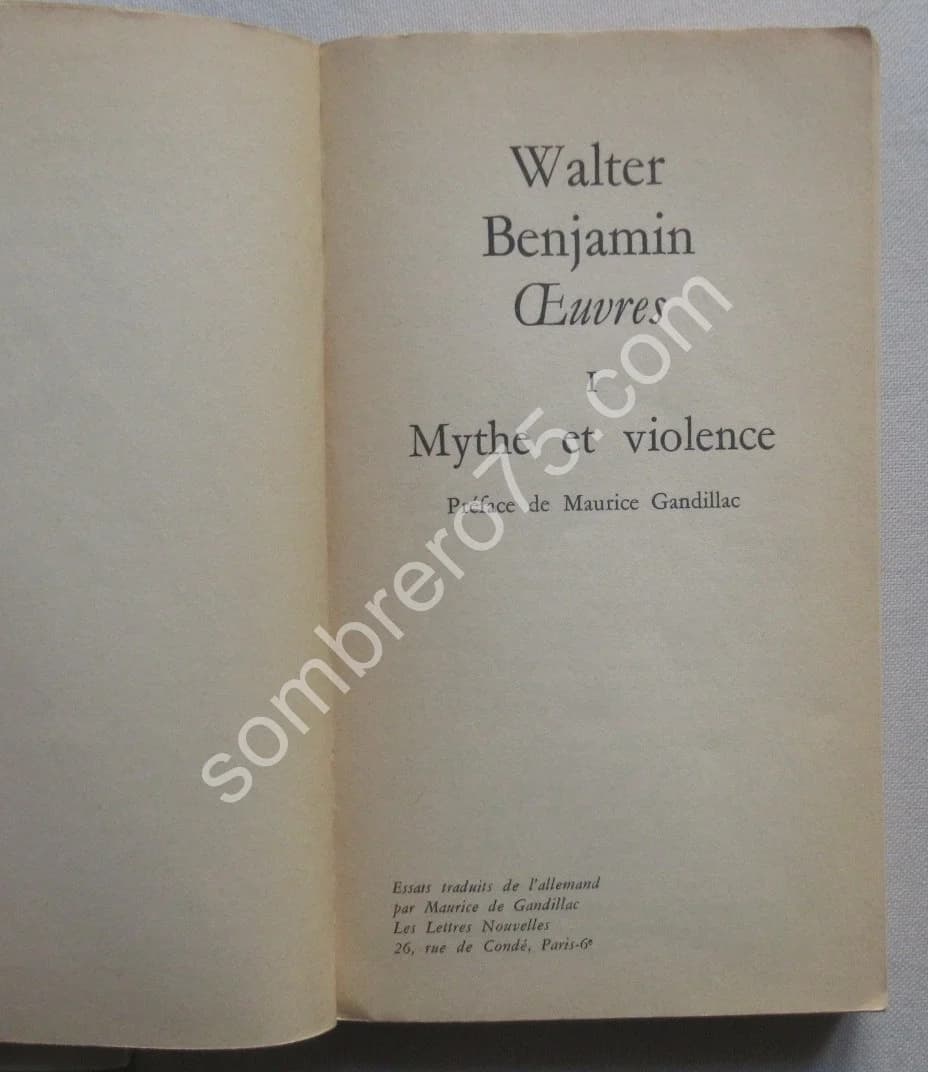 Walter
Benjamin
Œuvres
I
Mythe et violence
Préface de Maurice Gandillac
sombrero75.com
Essais traduits de l'allemand
par Maurice de Gandillac
Les Lettres Nouvelles
26, rue de Condé, Paris-6e